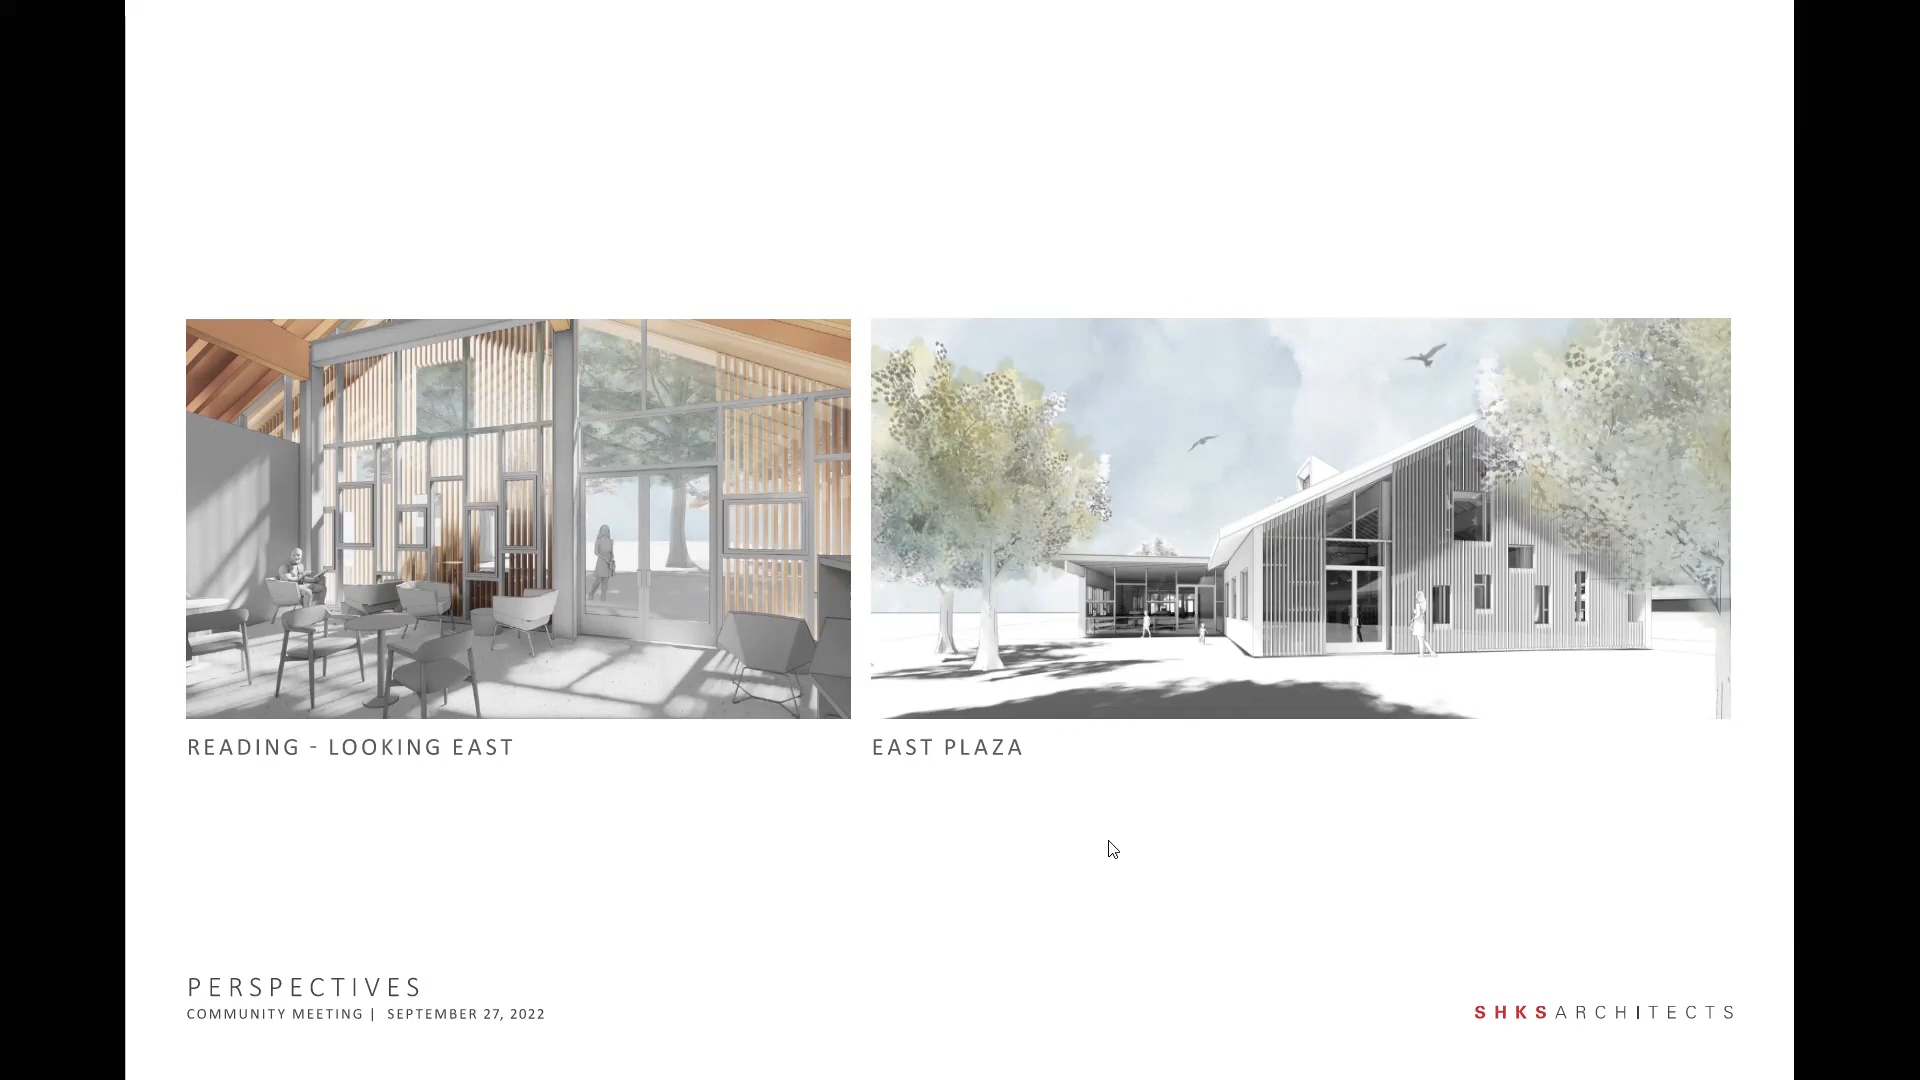 READING - LOOKING EAST
EAST PLAZA
PERSPECTIVES
COMMUNITY MEETING | SEPTEMBER 27, 2022
SHKSARCHITECTS